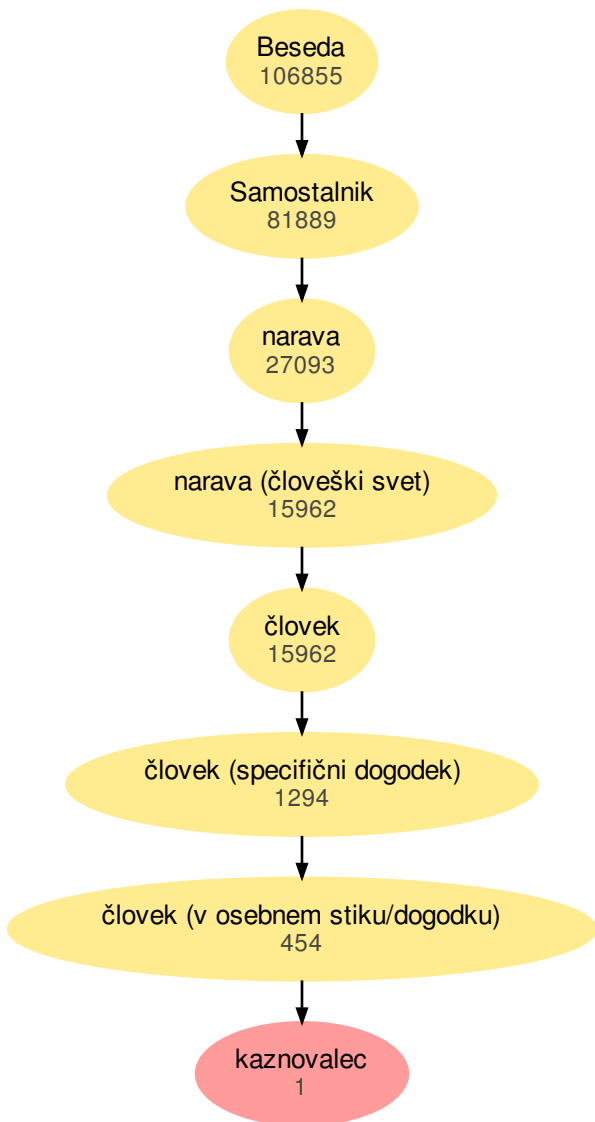 Beseda
106855
Samostalnik
81889
narava
27093
narava (človeški svet)
15962
človek
15962
človek (specifični dogodek)
1294
človek (v osebnem stiku/dogodku)
454
kaznovalec
1